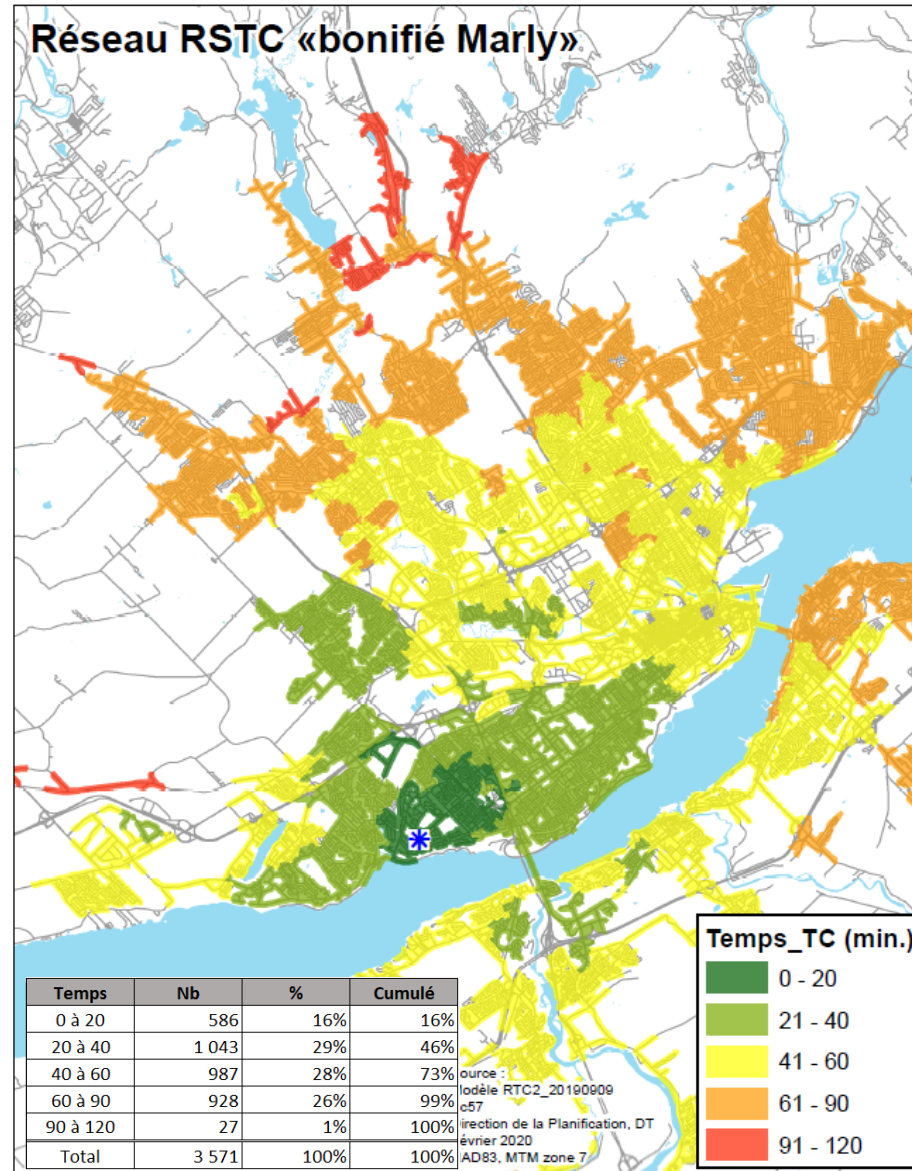 Réseau RSTC «bonifié Marly»
Temps Nb % Cumulé
0 à 20 586 16% 16%
20 à 40 1 043 29% 46%
40 à 60 987 28% 73%
60 à 90 928 26% 99%
90 à 120 27 1% 100%
Total 3 571 100% 100%
ource :
odèle RTC2_20190909
c57
irection de la Planification, DT
évrier 2020
AD83, MTM zone 7
Temps_TC (min.)
0 - 20
21 - 40
41 - 60
61 - 90
91 - 120